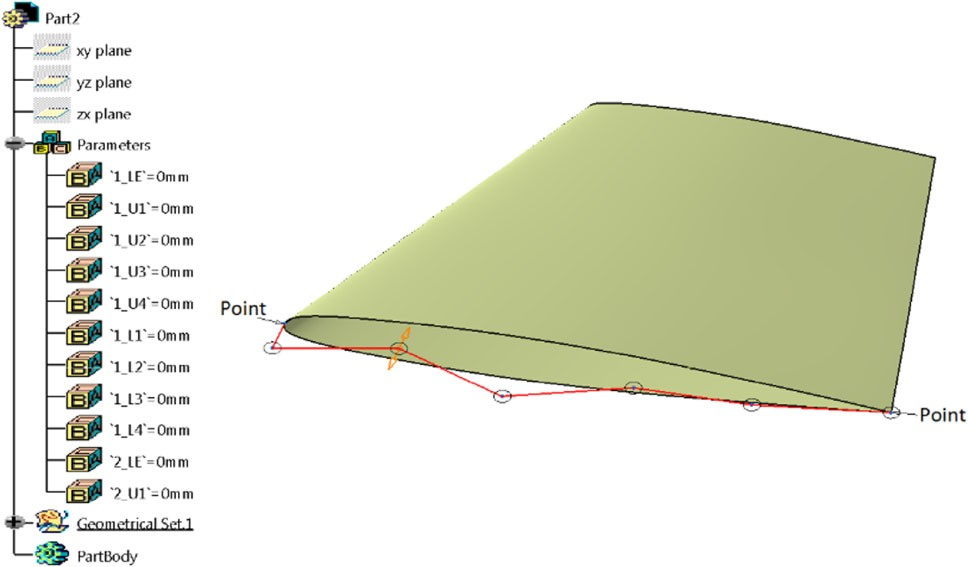 Part2
xy plane
yz plane
zx plane
Parameters
`1_LE`=0mm
`1_U1`=0mm
`1_U2`=0mm
`1_U3`=0mm
`1_U4`=0mm
`1_L1`=0mm
`1_L2`=0mm
`1_L3`=0mm
`1_L4`=0mm
`2_LE`=0mm
`2_U1`=0mm
Geometrical Set.1
PartBody
Point
Point